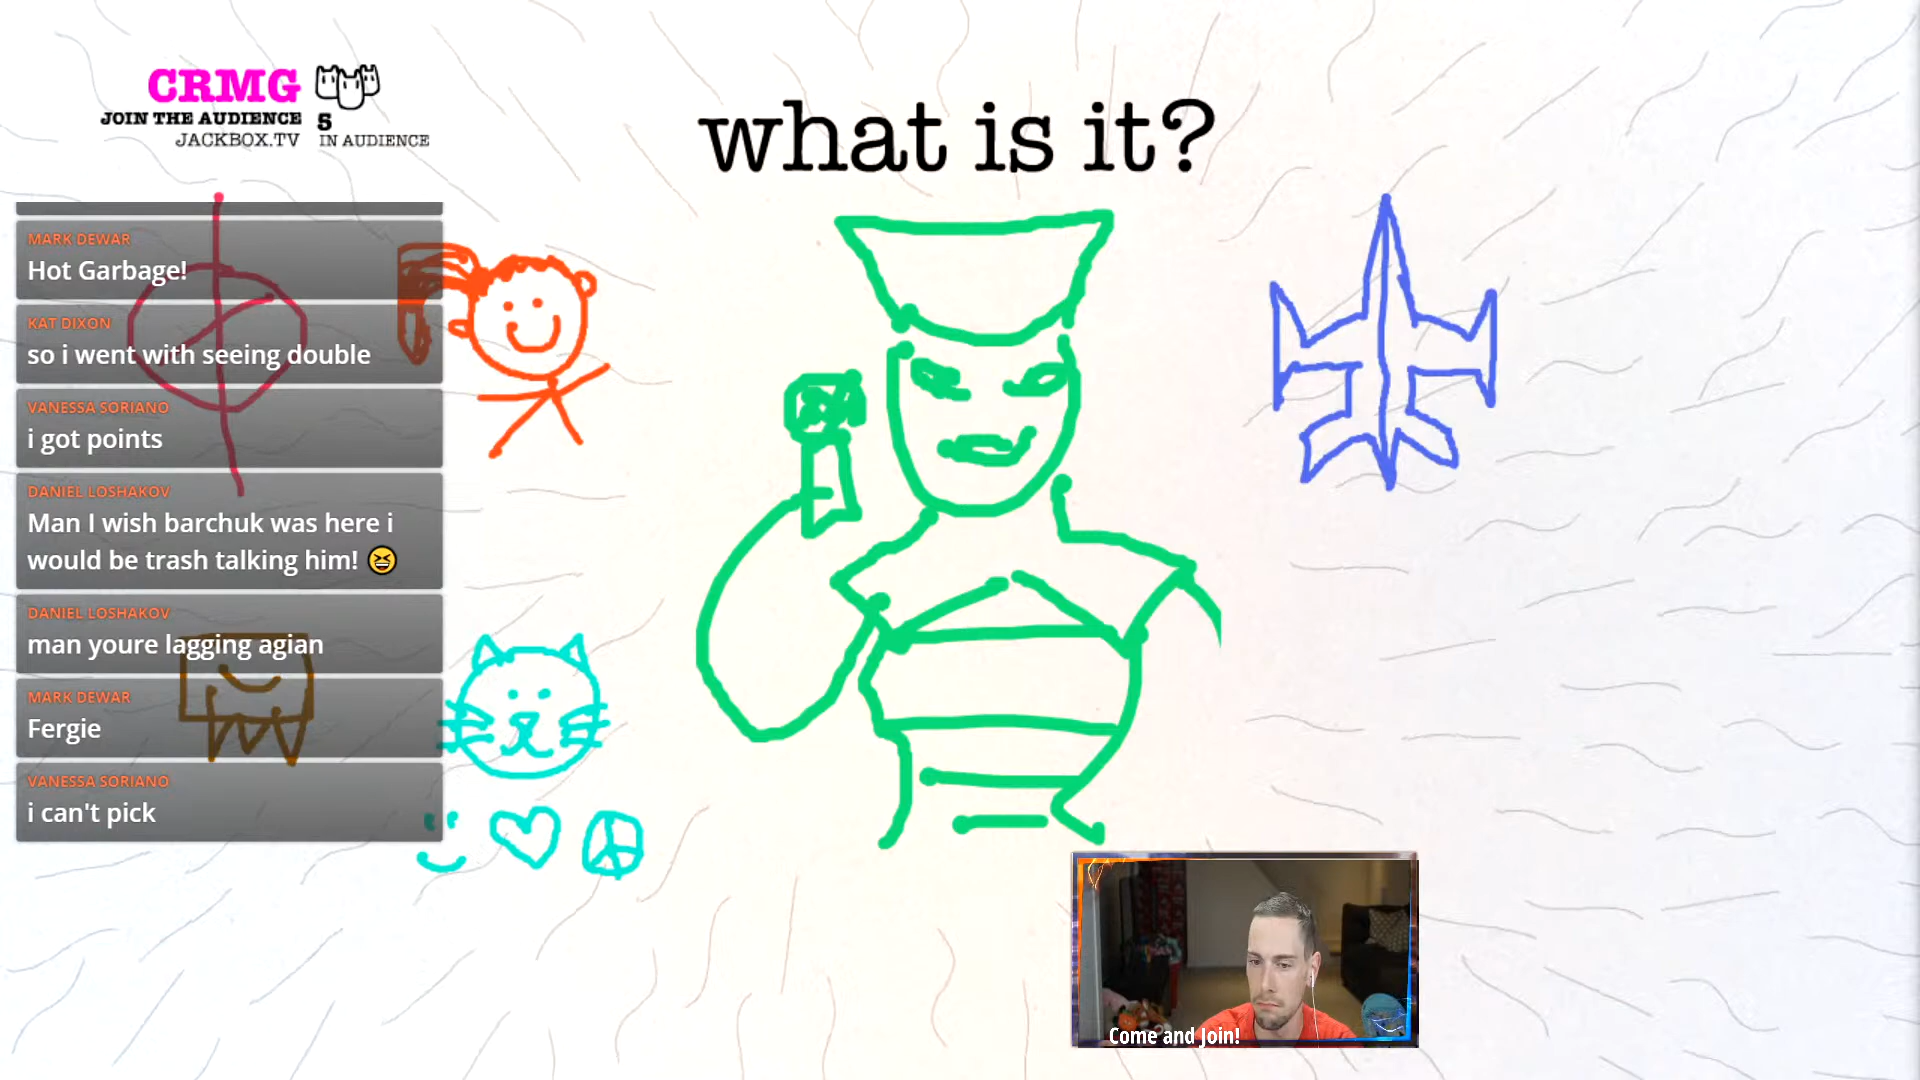 CRMG
JOIN THE AUDIENCE
JACKBOX.TV
5
IN AUDIENCE
what is it?
MARK DEWAR
Hot Garbage!
KAT DIXON
so i went with seeing double
VANESSA SORIANO
i got points
DANIEL LOSHAKOV
Man I wish barchuk was here i
would be trash talking him! 😆
DANIEL LOSHAKOV
man youre lagging agian
MARK DEWAR
Fergie
VANESSA SORIANO
i can't pick
Come and Join!